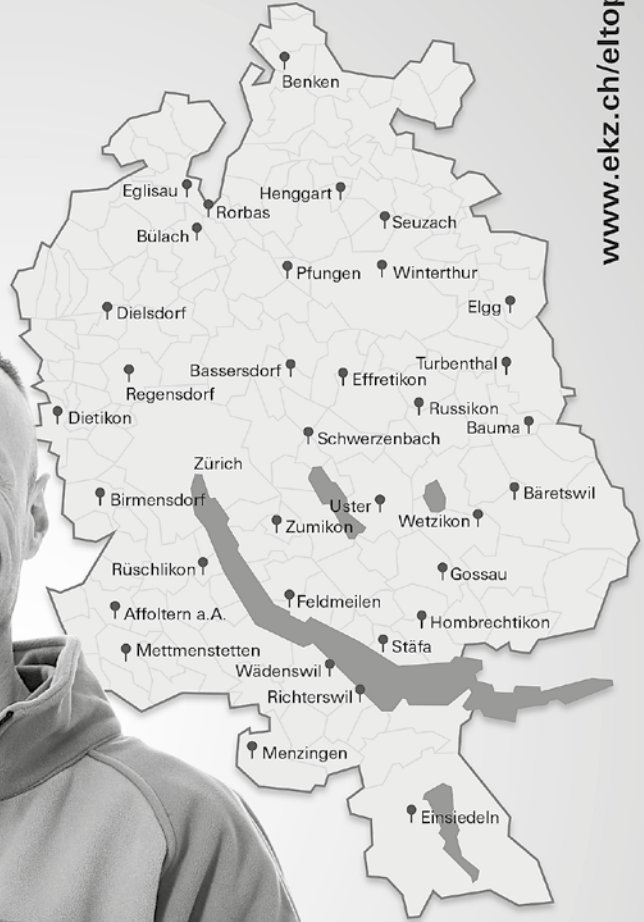 www.ekz.ch/eltop
Benken
Eglisau
Henggart
Rorbas
Seuzach
Bülach
Pfungen
Winterthur
Elgg
Dielsdorf
Bassersdorf
Turbenthal
Effretikon
Regensdorf
Russikon
Dietikon
Bauma
Schwerzenbach
Zürich
Birmensdorf
Bäretswil
Uster
Wetzikon
Zumikon
Rüschlikon
Gossau
Feldmeilen
Affoltern a.A.
Hombrechtikon
Mettmenstetten
Stäfa
Wädenswil
Richterswil
Menzingen
Einsiedeln